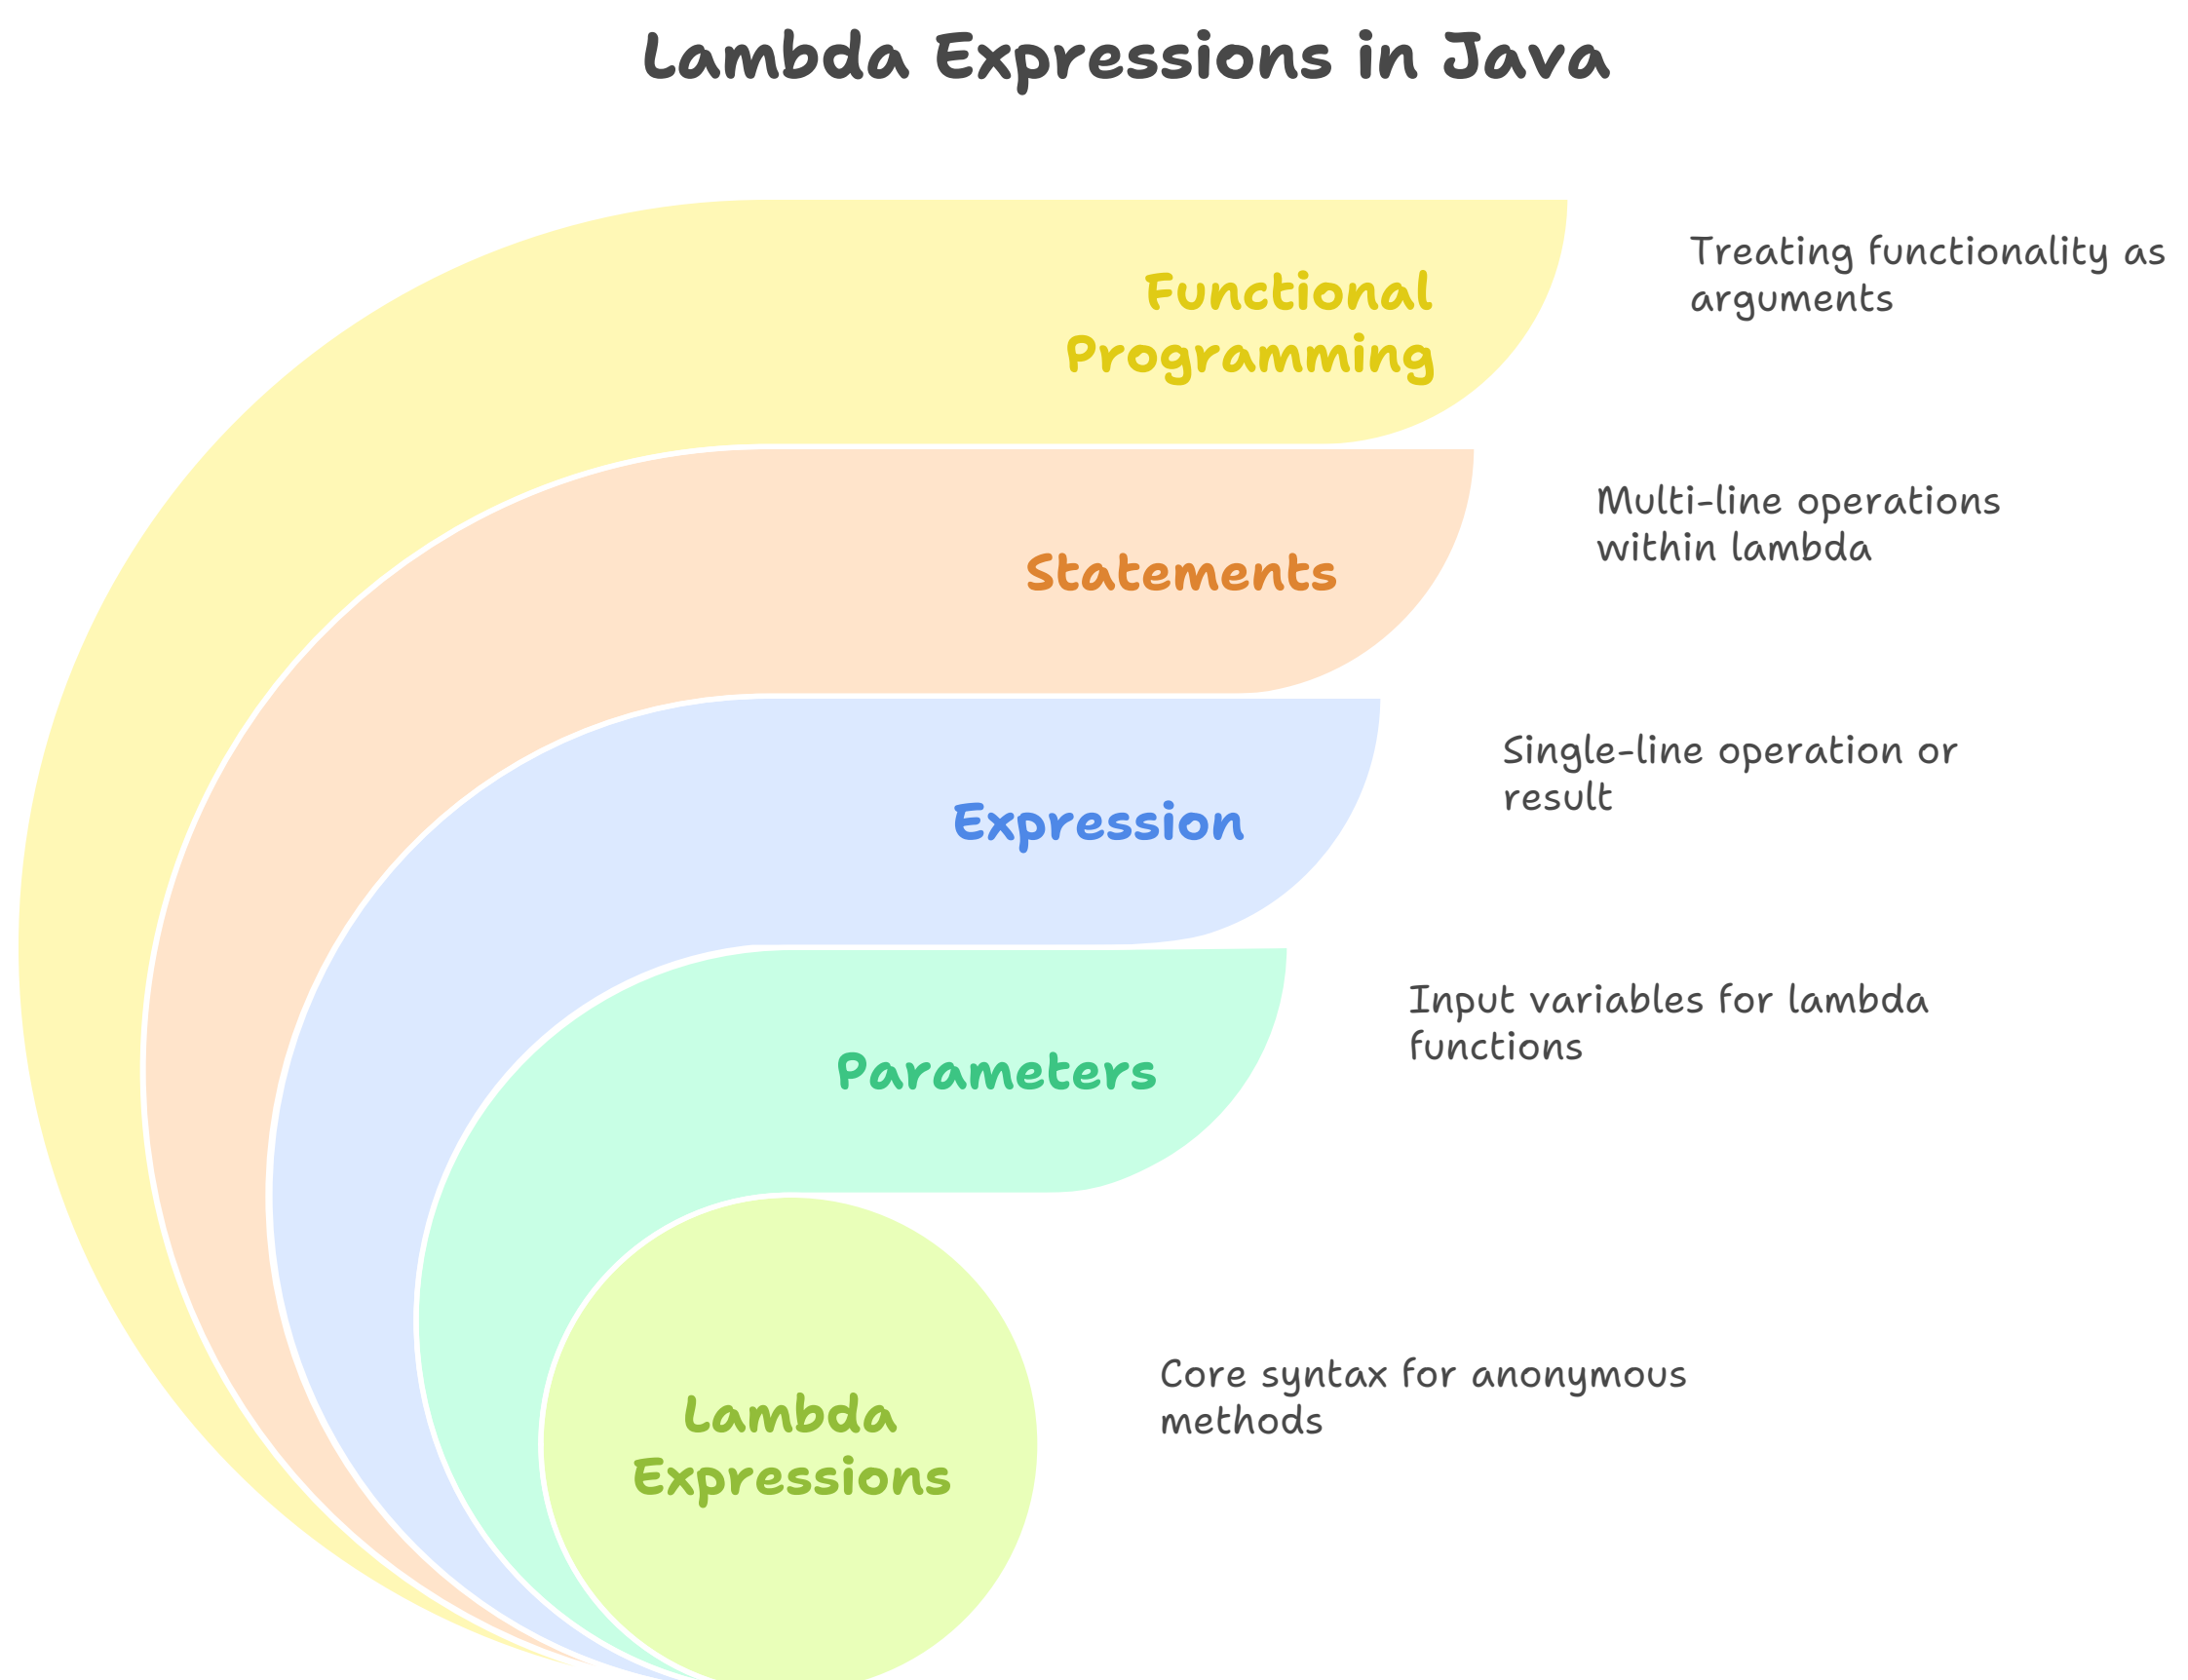 Lambda Expressions in Java
Functional
Programming
Treating functionality as
arguments
Statements
Multi-line operations
within lambda
Expression
Single-line operation or
result
Parameters
Input variables for lambda
functions
Lambda
Expressions
Core syntax for anonymous
methods